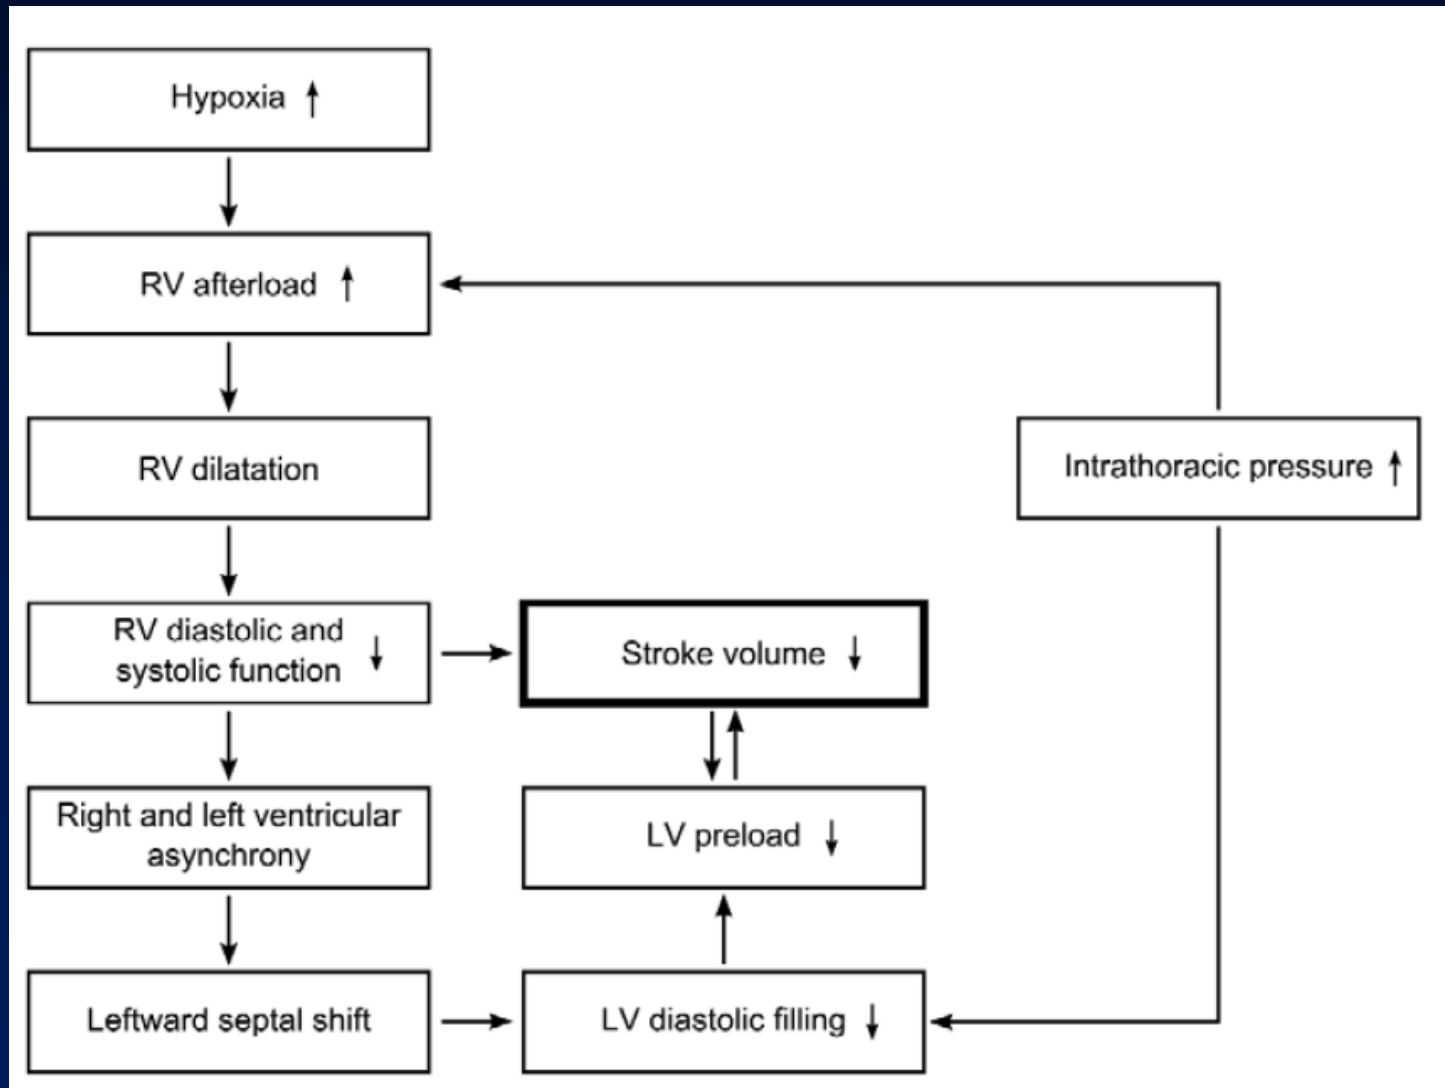 Hypoxia ↑
RV afterload ↑
RV dilatation
Intrathoracic pressure ↑
RV diastolic and
systolic function ↓
Stroke volume ↓
Right and left ventricular
asynchrony
LV preload ↓
Leftward septal shift
LV diastolic filling ↓